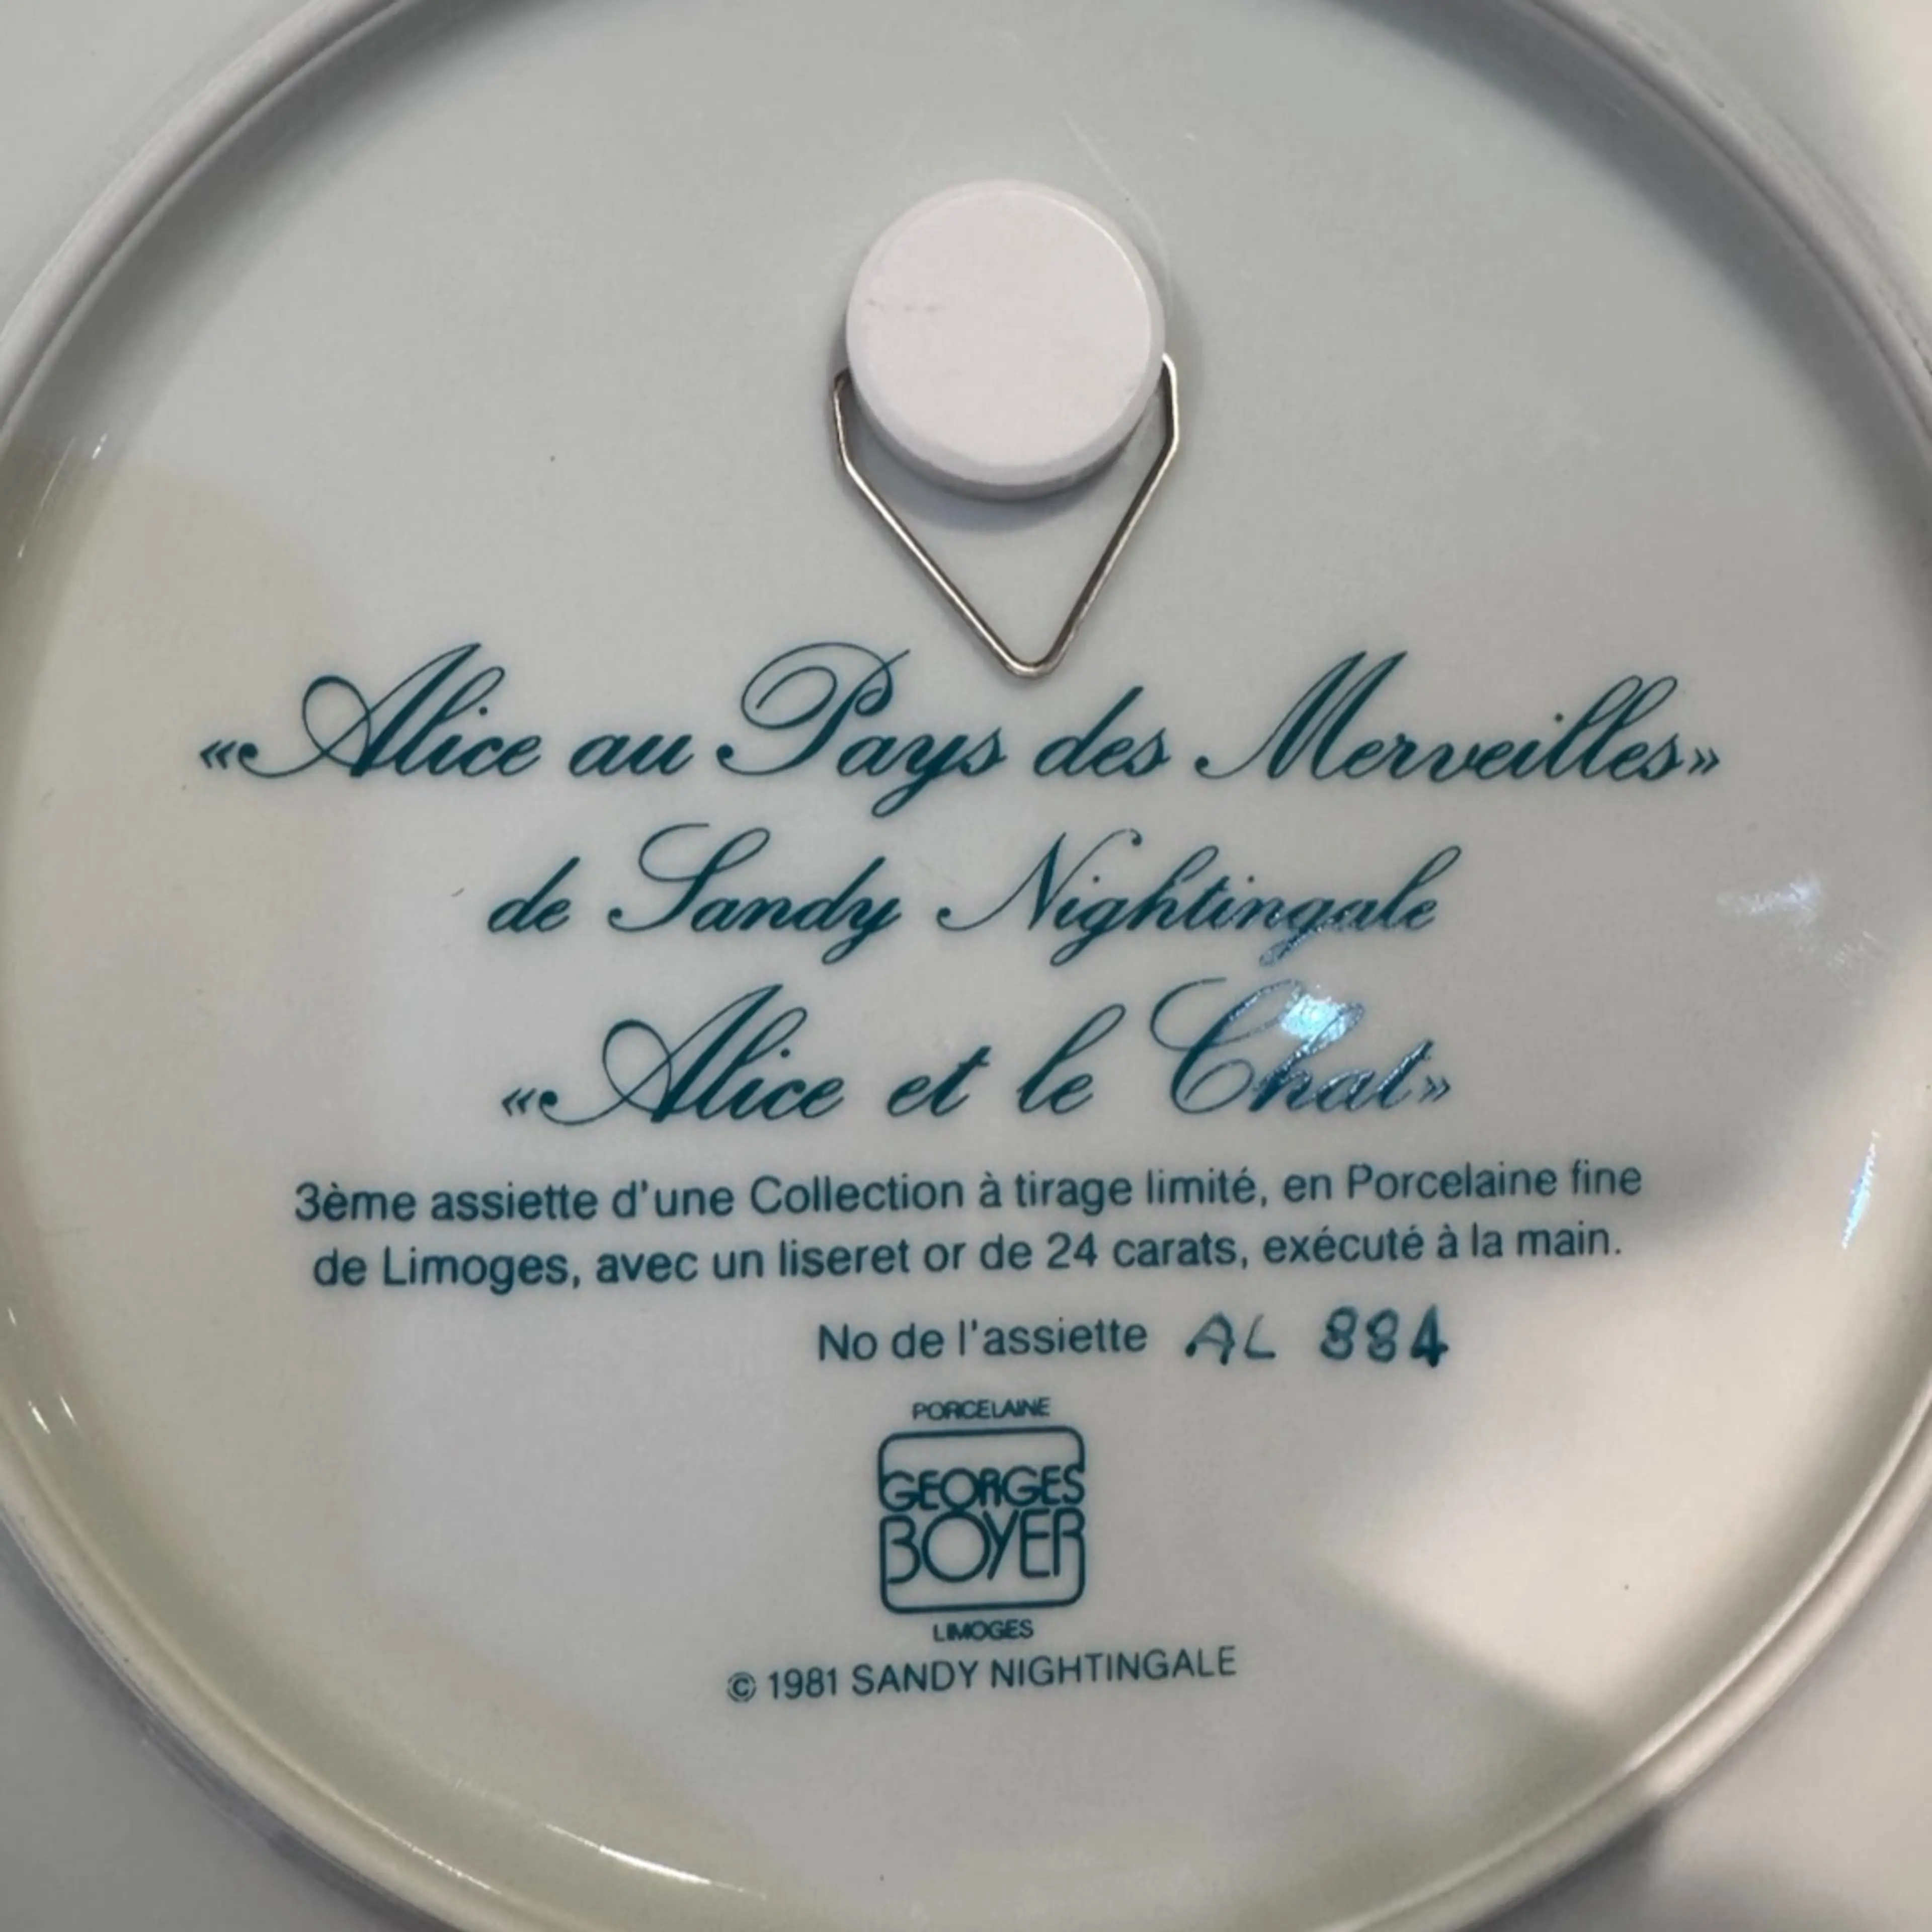 «Alice au Pays des Merveilles»
de Sandy Nightingale
«Alice et le Chat»
3ème assiette d'une Collection à tirage limité, en Porcelaine fine
de Limoges, avec un liseret or de 24 carats, exécuté à la main.
No de l'assiette AL 884
PORCELAINE
GEORGES
BOYER
LIMOGES
© 1981 SANDY NIGHTINGALE